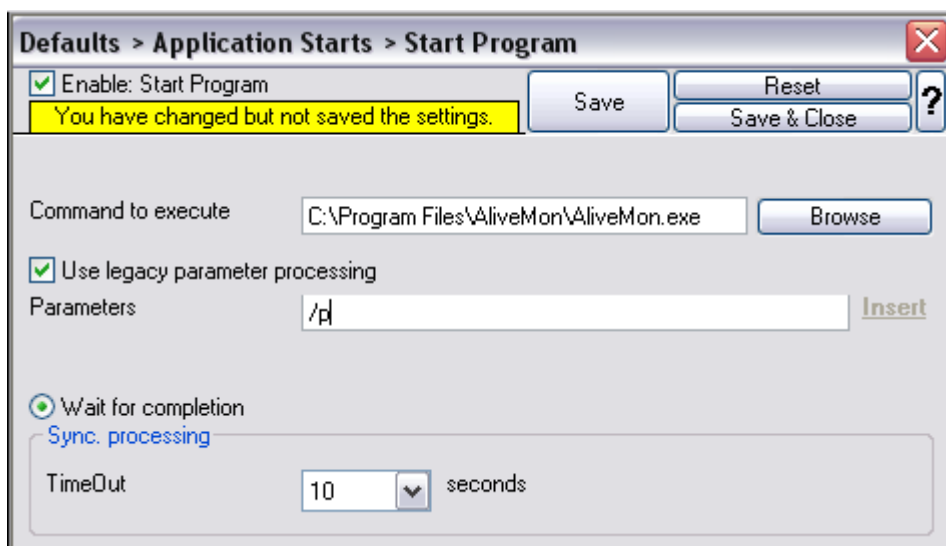 Defaults > Application Starts > Start Program
Enable: Start Program
You have changed but not saved the settings.
Save
Reset
Save & Close
?
Command to execute
C:\Program Files\AliveMon\AliveMon.exe
Browse
Use legacy parameter processing
Parameters
/p
Insert
Wait for completion
Sync. processing
TimeOut
10
seconds